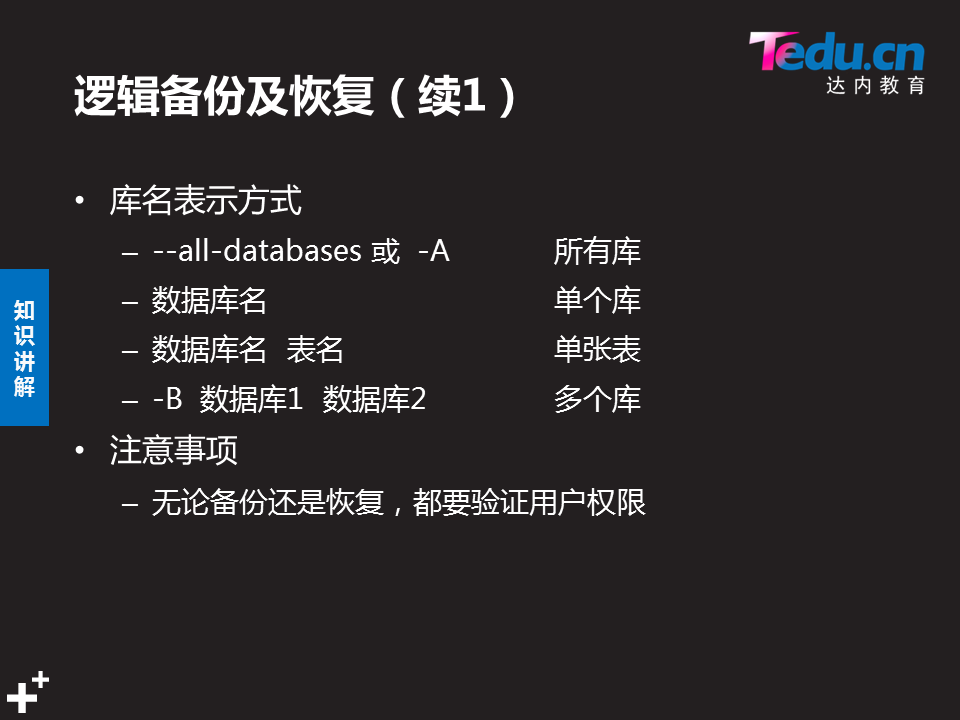 Tedu.cn
达内教育
逻辑备份及恢复（续1）
• 库名表示方式
– --all-databases 或 -A 所有库
– 数据库名 单个库
– 数据库名 表名 单张表
– -B 数据库1 数据库2 多个库
• 注意事项
– 无论备份还是恢复，都要验证用户权限
知
识
讲
解